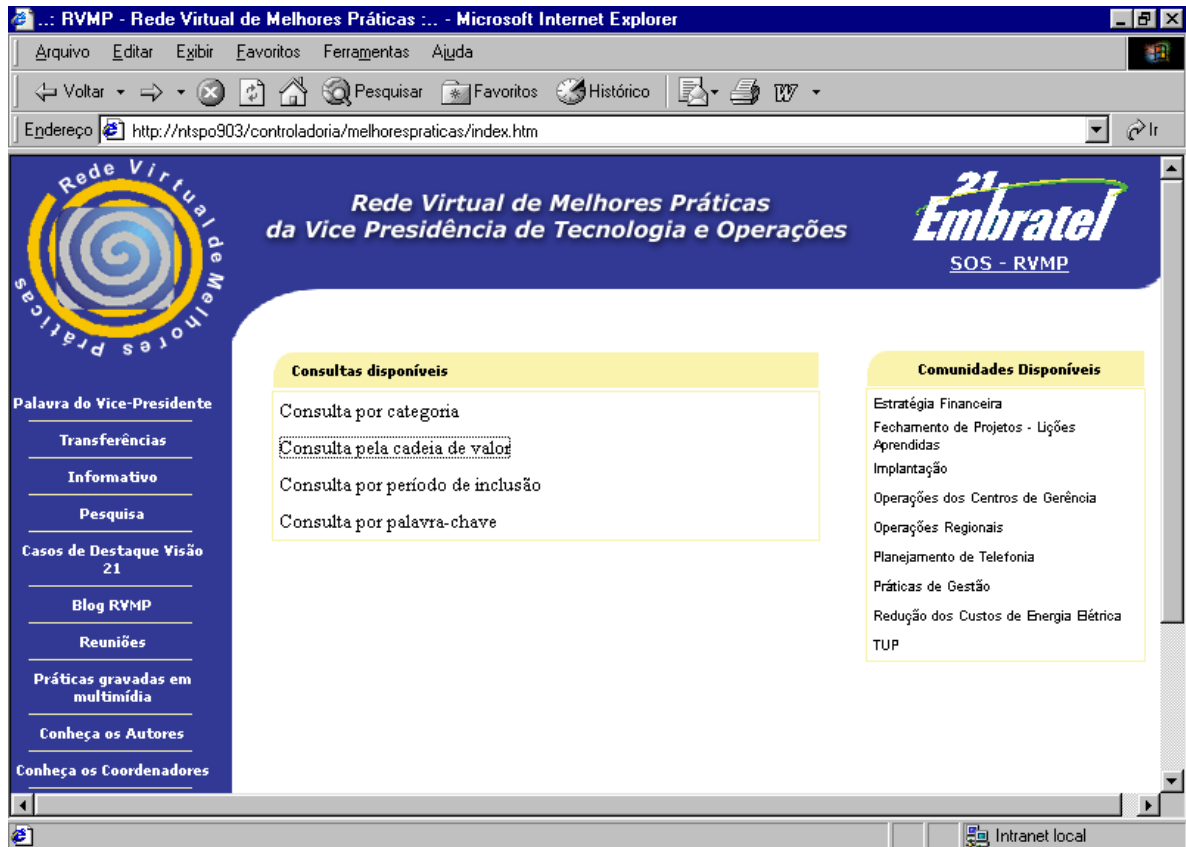 ..: RVMP - Rede Virtual de Melhores Práticas :... - Microsoft Internet Explorer
Arquivo Editar Exibir Favoritos Ferramentas Ajuda
Voltar Pesquisar Favoritos Histórico
Endereço http://ntspo903/controladoria/melhorespraticas/index.htm Ir
Rede Virtual de Melhores Práticas
Rede Virtual de Melhores Práticas
da Vice Presidência de Tecnologia e Operações
21
Embratel
SOS - RVMP
Palavra do Vice-Presidente
Transferências
Informativo
Pesquisa
Casos de Destaque Visão
21
Blog RVMP
Reuniões
Práticas gravadas em
multimídia
Conheça os Autores
Conheça os Coordenadores
Consultas disponíveis
Consulta por categoria
Consulta pela cadeia de valor
Consulta por período de inclusão
Consulta por palavra-chave
Comunidades Disponíveis
Estratégia Financeira
Fechamento de Projetos - Lições
Aprendidas
Implantação
Operações dos Centros de Gerência
Operações Regionais
Planejamento de Telefonia
Práticas de Gestão
Redução dos Custos de Energia Elétrica
TUP
Intranet local